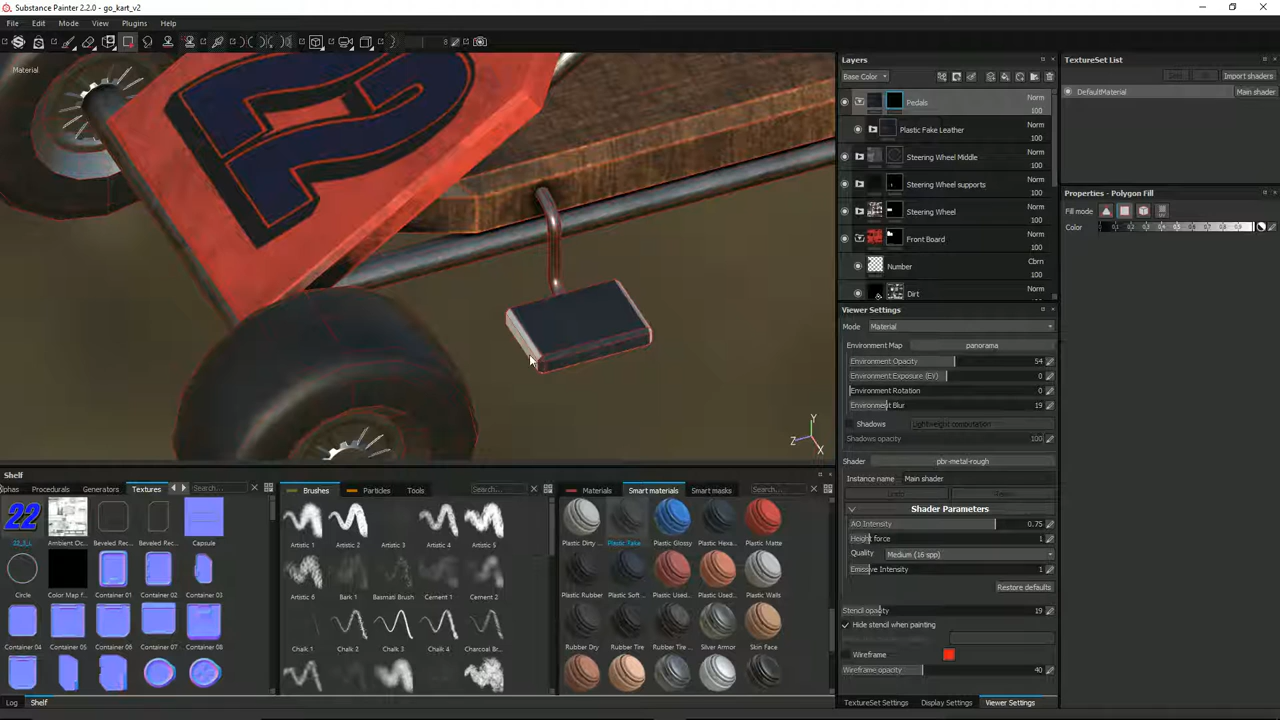 Substance Painter 2.2.0 - go_kart_v2
File Edit Mode View Plugins Help
8
Material
Layers
Base Color
Pedals Norm 100
Plastic Fake Leather Norm 100
Steering Wheel Middle Norm 100
Steering Wheel supports Norm 100
Steering Wheel Norm 100
Front Board Norm 100
Number Cbrn 100
Dirt Norm 100
TextureSet List
Import shaders
DefaultMaterial Main shader
Properties - Polygon Fill
Fill mode
Color
Viewer Settings
Mode Material
Environment Map panorama
Environment Opacity 54
Environment Exposure (EV) 0
Environment Rotation 0
Environment Blur 19
Shadows Lightweight computation
Shadows opacity 100
Shader pbr-metal-rough
Instance name Main shader
Shader Parameters
AO Intensity 0.75
Height force 1
Quality Medium (16 spp)
Emissive Intensity 1
Restore defaults
Stencil opacity 19
Hide stencil when painting
Wireframe
Wireframe opacity 40
TextureSet Settings Display Settings Viewer Settings
22
Y
Z X
Shelf
Procedurals Generators Textures Search...
22
22_3_L Ambient Oc... Beveled Rec... Beveled Rec... Capsule
Circle Color Map f... Container 01 Container 02 Container 03
Container 04 Container 05 Container 06 Container 07 Container 08
Brushes Particles Tools Search...
Artistic 1 Artistic 2 Artistic 3 Artistic 4 Artistic 5
Artistic 6 Bark 1 Basmati Brush Cement 1 Cement 2
Chalk 1 Chalk 2 Chalk 3 Chalk 4 Charcoal Br...
Materials Smart materials Smart masks Search...
Plastic Dirty ... Plastic Fake ... Plastic Glossy Plastic Hexa... Plastic Matte
Plastic Rubber Plastic Soft ... Plastic Used... Plastic Used... Plastic Walls
Rubber Dry Rubber Tire Rubber Tire ... Silver Armor Skin Face
Log Shelf